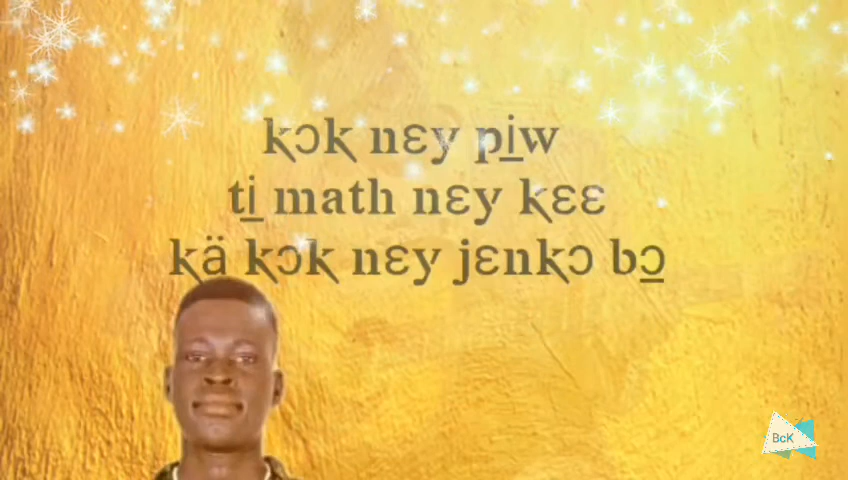 kɔk nɛy pi̱w
ti̱ math nɛy kɛɛ
kä kɔk nɛy jɛnkɔ bɔ̱
BcK